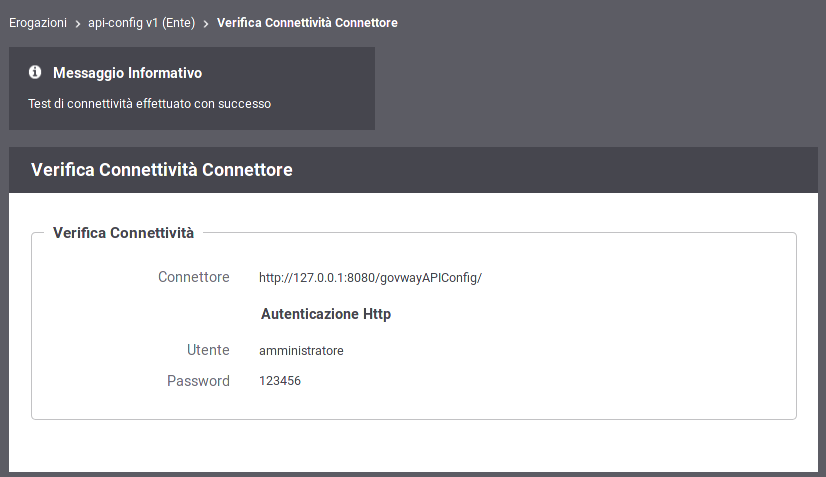 Erogazioni > api-config v1 (Ente) > Verifica Connettività Connettore
Messaggio Informativo
Test di connettività effettuato con successo
Verifica Connettività Connettore
Verifica Connettività
Connettore http://127.0.0.1:8080/govwayAPIConfig/
Autenticazione Http
Utente amministratore
Password 123456